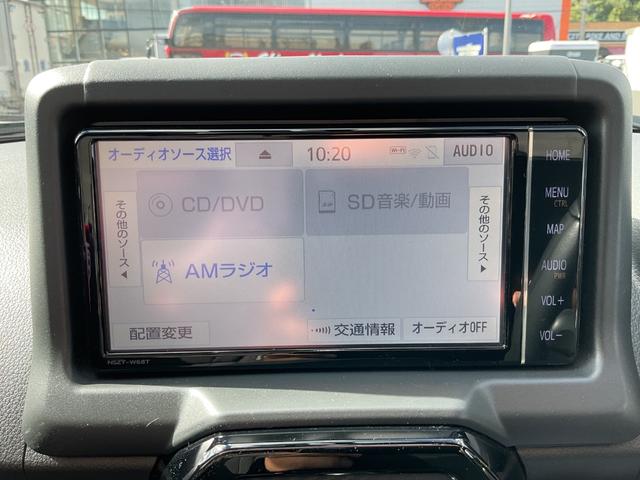 オーディオソース選択
10:20
Wi-Fi
AUDIO
HOME
MENU
CTRL
MAP
AUDIO
PWR
VOL+
VOL−
その他のソース
CD/DVD
SD音楽/動画
その他のソース
AMラジオ
配置変更
交通情報
オーディオOFF
NSZT-W68T